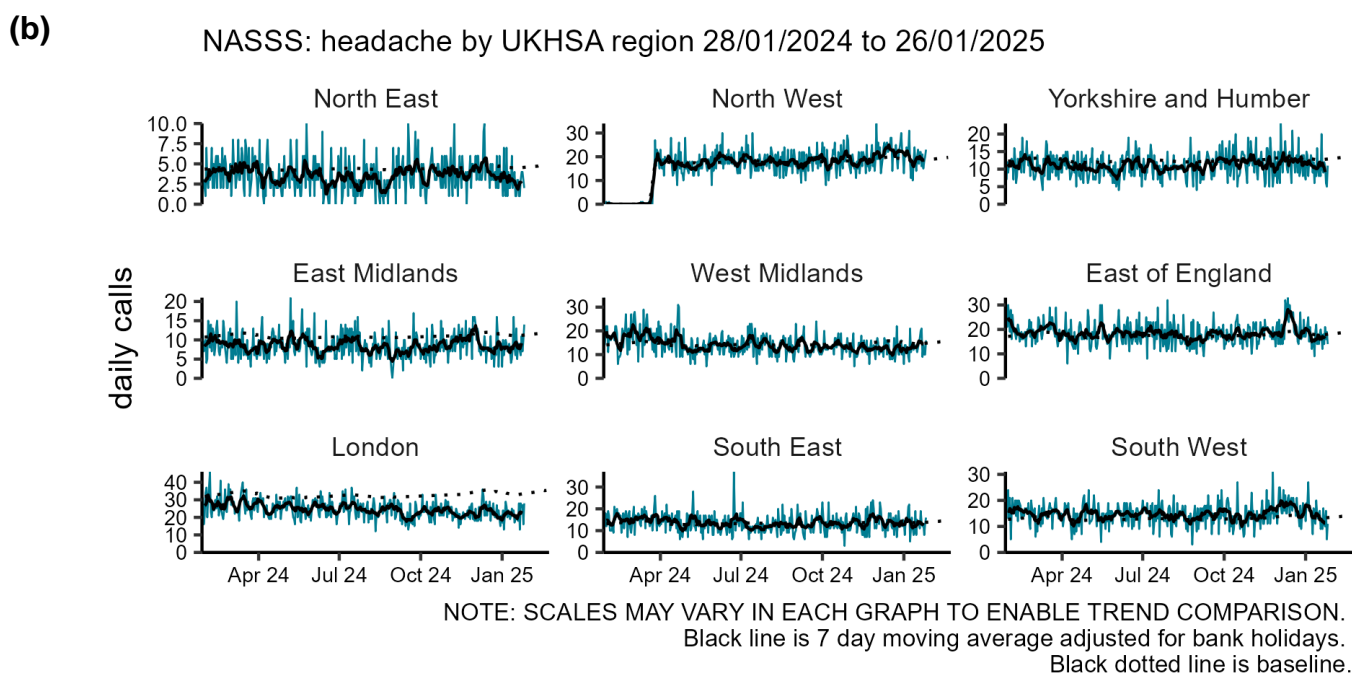 (b)
NASSS: headache by UKHSA region 28/01/2024 to 26/01/2025
North East
10.0
7.5
5.0
2.5
0.0
North West
30
20
10
0
Yorkshire and Humber
20
15
10
5
0
daily calls
East Midlands
20
15
10
5
0
West Midlands
30
20
10
0
East of England
30
20
10
0
London
40
30
20
10
0
Apr 24 Jul 24 Oct 24 Jan 25
South East
30
20
10
0
Apr 24 Jul 24 Oct 24 Jan 25
South West
30
20
10
0
Apr 24 Jul 24 Oct 24 Jan 25
NOTE: SCALES MAY VARY IN EACH GRAPH TO ENABLE TREND COMPARISON.
Black line is 7 day moving average adjusted for bank holidays.
Black dotted line is baseline.